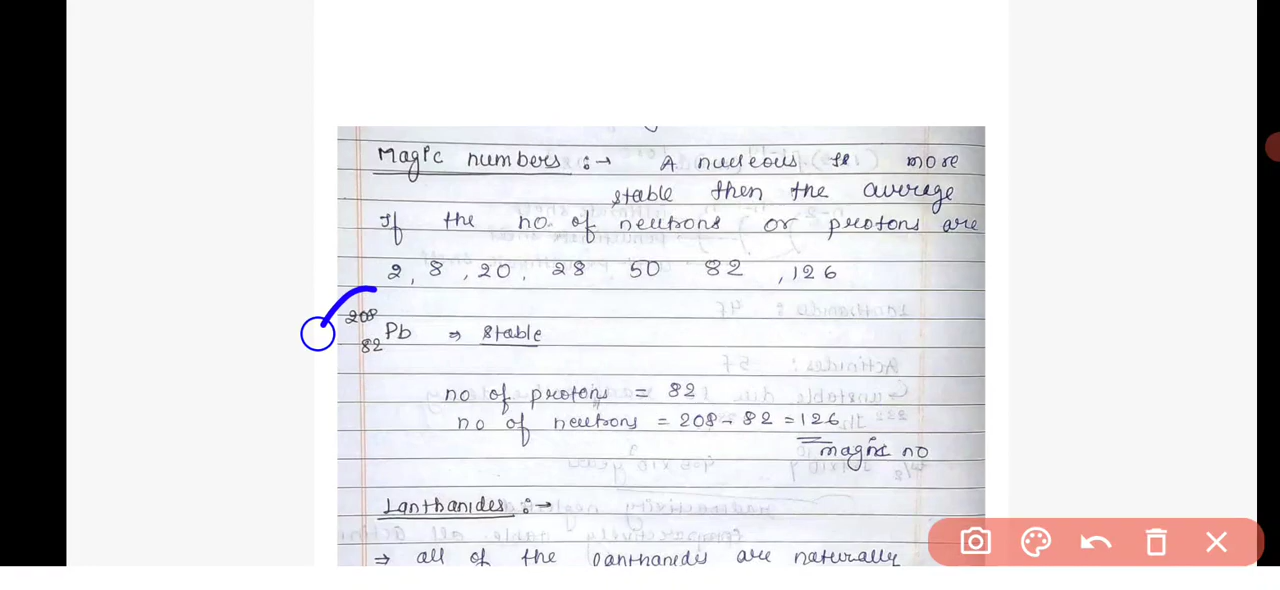 Magic numbers :→ A nucleous is more
stable then the average
If the no. of neutrons or protons are
2, 8, 20, 28 50 82 , 126
208
82 Pb ⇒ stable
no of protons = 82
no of neutrons = 208 - 82 = 126
magic no
Lanthanides :→
⇒ all of the lanthanides are naturally